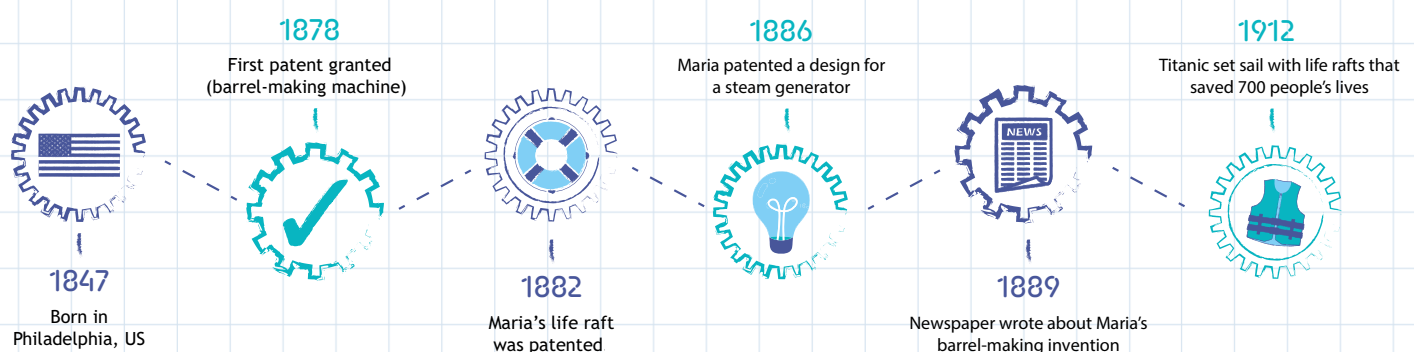 1847
Born in
Philadelphia, US
1878
First patent granted
(barrel-making machine)
1882
Maria’s life raft
was patented
1886
Maria patented a design for
a steam generator
NEWS
1889
Newspaper wrote about Maria’s
barrel-making invention
1912
Titanic set sail with life rafts that
saved 700 people’s lives